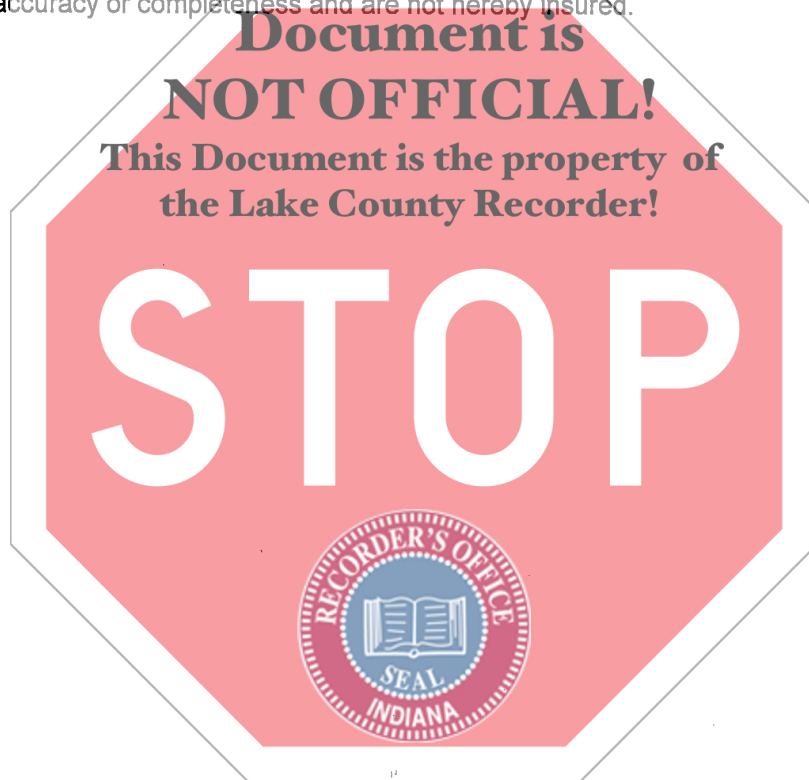 accuracy or completeness and are not hereby insured.
Document is
NOT OFFICIAL!
This Document is the property of
the Lake County Recorder!
STOP
RECORDER'S OFFICE
SEAL
INDIANA